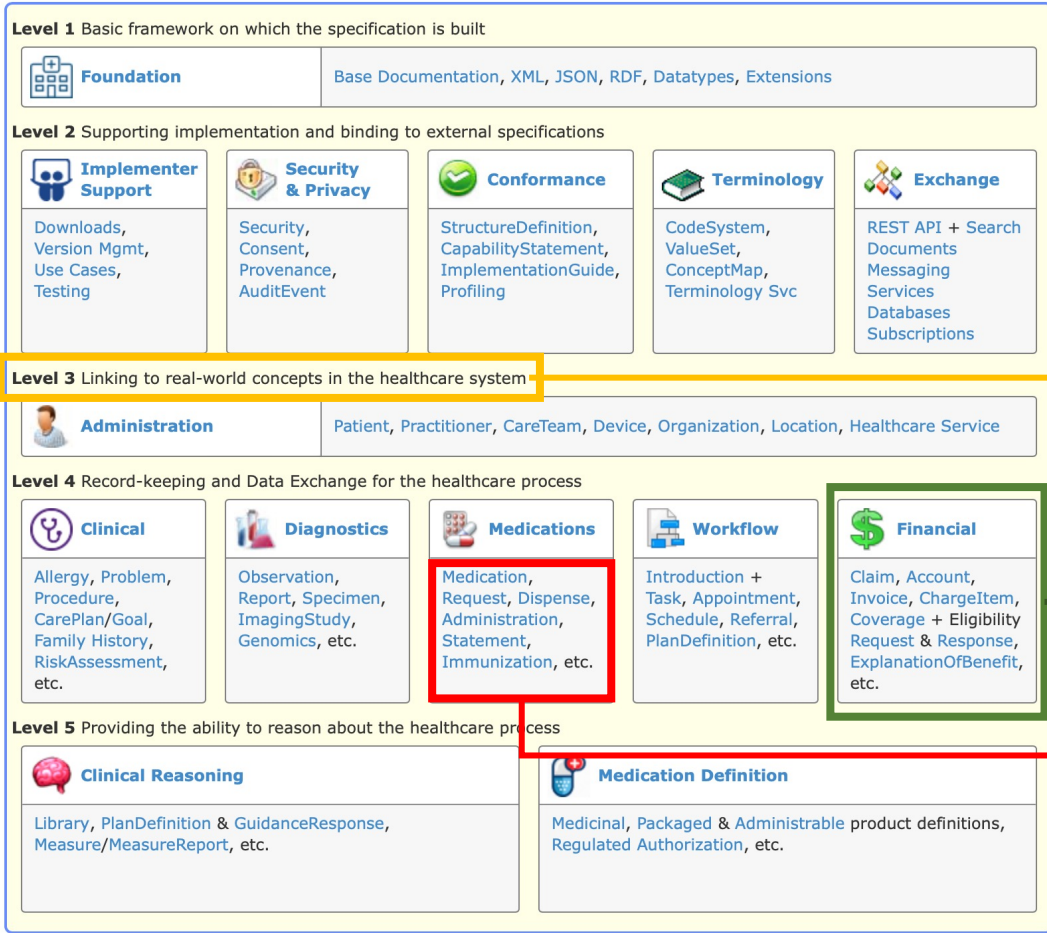 Level 1 Basic framework on which the specification is built
Foundation
Base Documentation, XML, JSON, RDF, Datatypes, Extensions
Level 2 Supporting implementation and binding to external specifications
Implementer
Support
Downloads,
Version Mgmt,
Use Cases,
Testing
Security
& Privacy
Security,
Consent,
Provenance,
AuditEvent
Conformance
StructureDefinition,
CapabilityStatement,
ImplementationGuide,
Profiling
Terminology
CodeSystem,
ValueSet,
ConceptMap,
Terminology Svc
Exchange
REST API + Search
Documents
Messaging
Services
Databases
Subscriptions
Level 3 Linking to real-world concepts in the healthcare system
Administration
Patient, Practitioner, CareTeam, Device, Organization, Location, Healthcare Service
Level 4 Record-keeping and Data Exchange for the healthcare process
Clinical
Allergy, Problem,
Procedure,
CarePlan/Goal,
Family History,
RiskAssessment,
etc.
Diagnostics
Observation,
Report, Specimen,
ImagingStudy,
Genomics, etc.
Medications
Medication,
Request, Dispense,
Administration,
Statement,
Immunization, etc.
Workflow
Introduction +
Task, Appointment,
Schedule, Referral,
PlanDefinition, etc.
Financial
Claim, Account,
Invoice, ChargeItem,
Coverage + Eligibility
Request & Response,
ExplanationOfBenefit,
etc.
Level 5 Providing the ability to reason about the healthcare process
Clinical Reasoning
Library, PlanDefinition & GuidanceResponse,
Measure/MeasureReport, etc.
Medication Definition
Medicinal, Packaged & Administrable product definitions,
Regulated Authorization, etc.